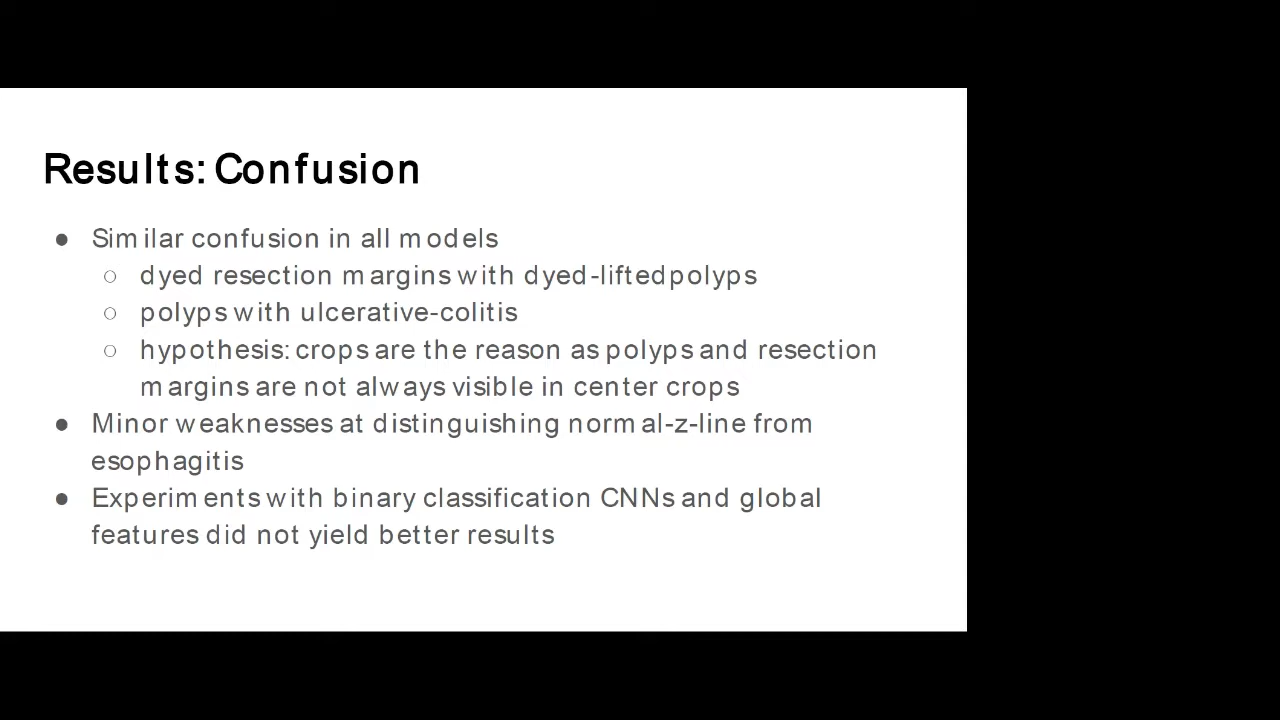 Results: Confusion
● Similar confusion in all models
○ dyed resection margins with dyed-lifted polyps
○ polyps with ulcerative-colitis
○ hypothesis: crops are the reason as polyps and resection
margins are not always visible in center crops
● Minor weaknesses at distinguishing normal-z-line from
esophagitis
● Experiments with binary classification CNNs and global
features did not yield better results